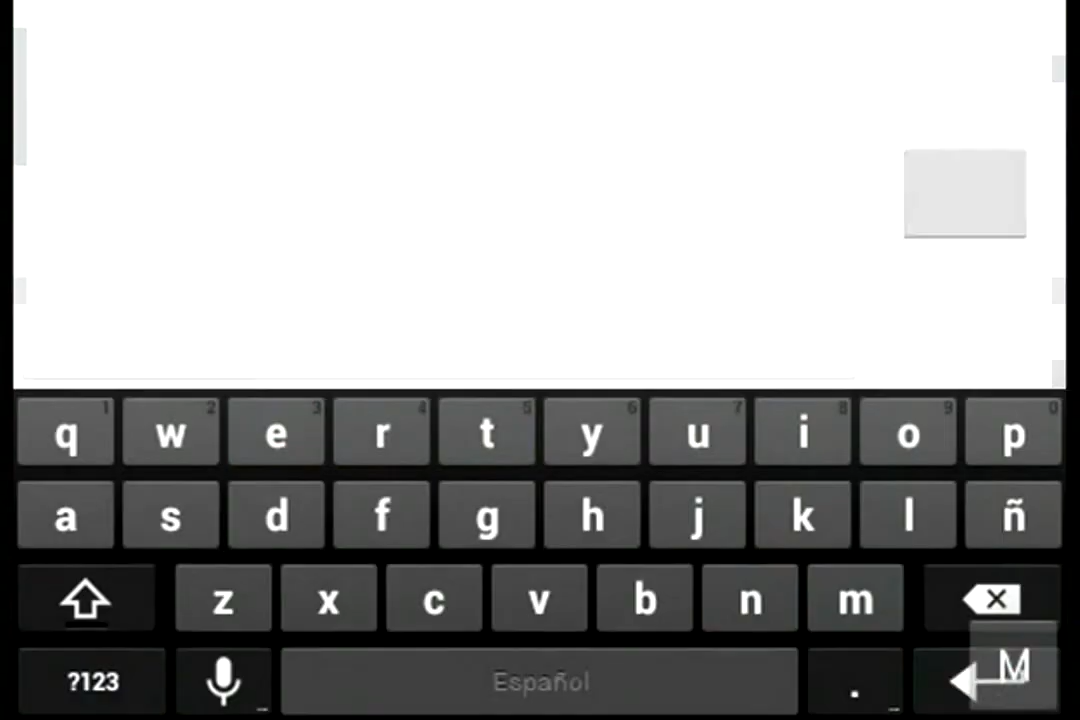 q 1 w 2 e 3 r 4 t 5 y 6 u 7 i 8 o 9 p 0
a s d f g h j k l ñ
z x c v b n m
?123 Español . M